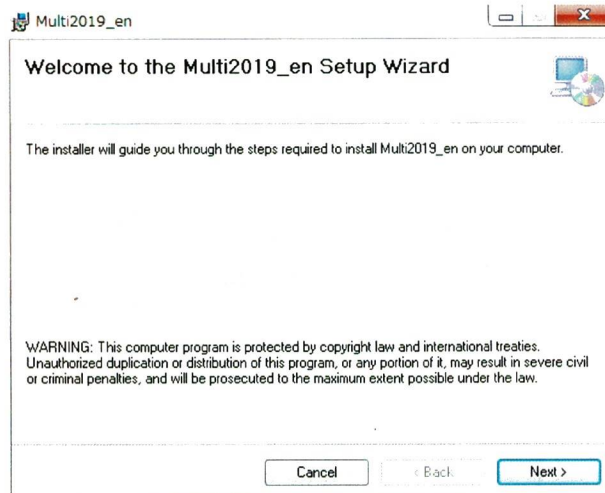 Multi2019_en
Welcome to the Multi2019_en Setup Wizard
The installer will guide you through the steps required to install Multi2019_en on your computer.
WARNING: This computer program is protected by copyright law and international treaties.
Unauthorized duplication or distribution of this program, or any portion of it, may result in severe civil
or criminal penalties, and will be prosecuted to the maximum extent possible under the law.
Cancel
< Back
Next >